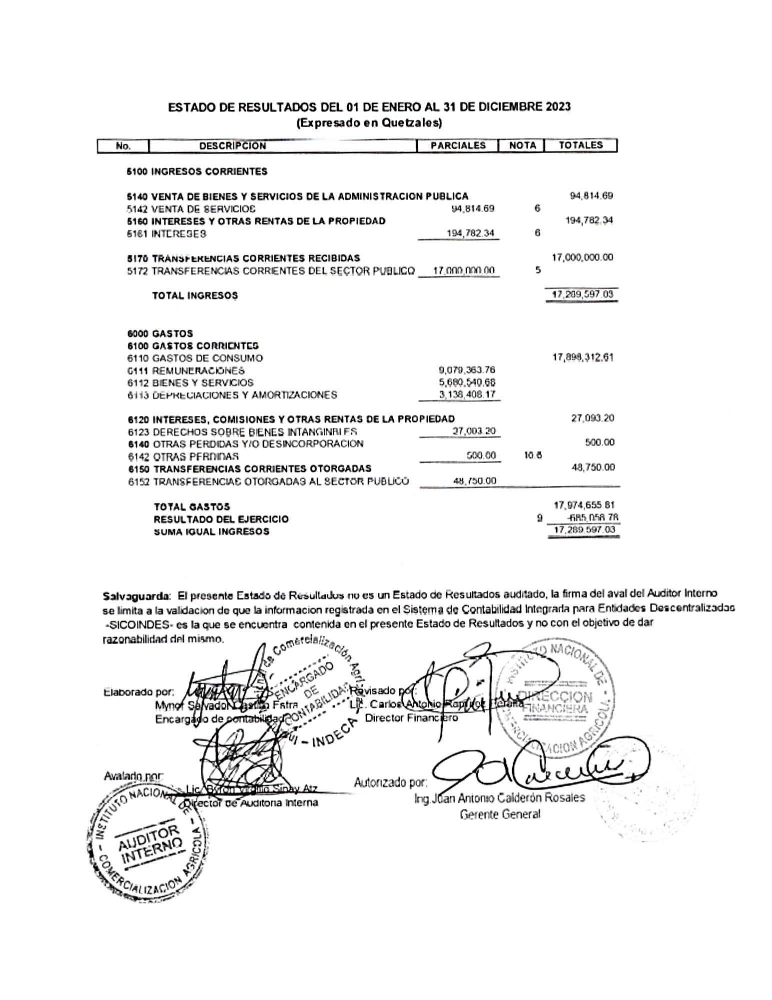 ESTADO DE RESULTADOS DEL 01 DE ENERO AL 31 DE DICIEMBRE 2023
(Expresado en Quetzales)
No. DESCRIPCION PARCIALES NOTA TOTALES
5100 INGRESOS CORRIENTES
5140 VENTA DE BIENES Y SERVICIOS DE LA ADMINISTRACION PUBLICA 94,814.69
5142 VENTA DE SERVICIOS 94,814.69 6
5160 INTERESES Y OTRAS RENTAS DE LA PROPIEDAD 194,782.34
5161 INTERESES 194,782.34 6
5170 TRANSFERENCIAS CORRIENTES RECIBIDAS 17,000,000.00
5172 TRANSFERENCIAS CORRIENTES DEL SECTOR PUBLICO 17,000,000.00 5
TOTAL INGRESOS 17,289,597.03
6000 GASTOS
6100 GASTOS CORRIENTES
6110 GASTOS DE CONSUMO 17,898,312.61
6111 REMUNERACIONES 9,079,363.76
6112 BIENES Y SERVICIOS 5,680,540.68
6113 DEPRECIACIONES Y AMORTIZACIONES 3,138,408.17
6120 INTERESES, COMISIONES Y OTRAS RENTAS DE LA PROPIEDAD 27,093.20
6123 DERECHOS SOBRE BIENES 27,093.20
6140 OTRAS PERDIDAS Y/O DESINCORPORACION 500.00
6142 OTRAS PERDIDAS 500.00
6150 TRANSFERENCIAS CORRIENTES OTORGADAS 48,750.00
6152 TRANSFERENCIAS OTORGADAS AL SECTOR PUBLICO 48,750.00
TOTAL GASTOS 17,974,655.81
RESULTADO DEL EJERCICIO 9 -685,058.78
SUMA IGUAL INGRESOS 17,289,597.03
Salvaguarda: El presente Estado de Resultados no es un Estado de Resultados auditado, la firma del aval del Auditor Interno
se limita a la validacion de que la informacion registrada en el Sistema de Contabilidad Integrada para Entidades Descentralizadas
-SICOINDES- es la que se encuentra contenida en el presente Estado de Resultados y no con el objetivo de dar
razonabilidad del mismo.
de Comercialización
ENCARGADO
DE
CONTABILIDAD
- INDECA -
INSTITUTO NACIONAL DE
DIRECCION
FINANCIERA
AGRICOLA
Elaborado por:
Mynor Salvador
Encargado de contabilidad
Revisado por:
Lic. Carlos Antonio
Director Financiero
Avalado por:
Lic. Byron Virgilio Sinay Atz
Director de Auditoria Interna
Autorizado por:
Ing.Juan Antonio Calderón Rosales
Gerente General
- INSTITUTO NACIONAL DE -
AUDITOR
INTERNO
COMERCIALIZACION AGRICOLA